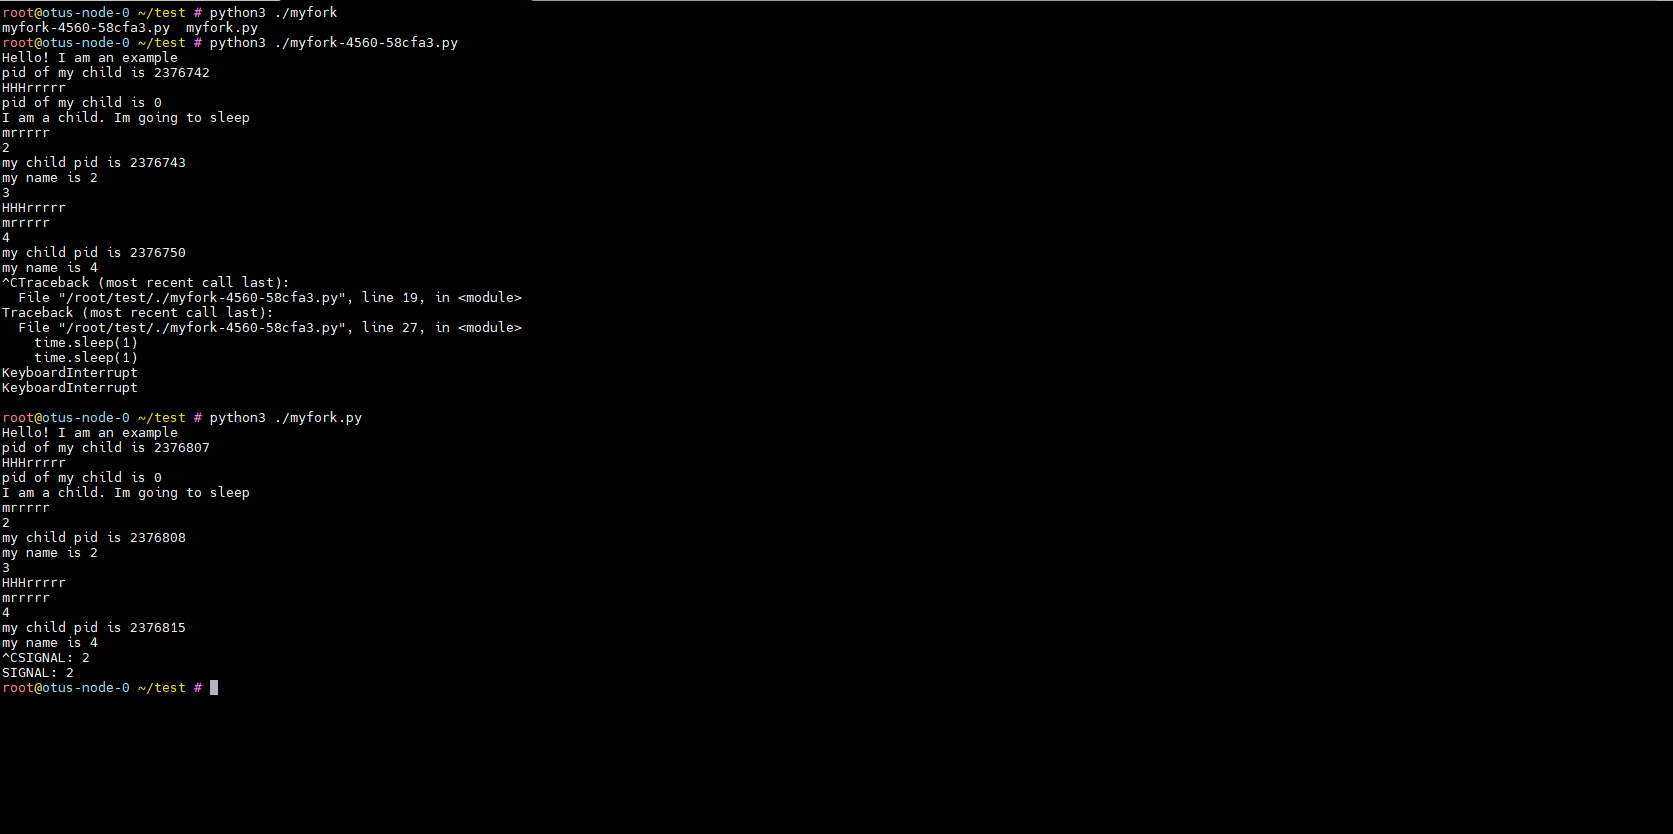 root@otus-node-0 ~/test # python3 ./myfork
myfork-4560-58cfa3.py  myfork.py
root@otus-node-0 ~/test # python3 ./myfork-4560-58cfa3.py
Hello! I am an example
pid of my child is 2376742
HHHrrrrr
pid of my child is 0
I am a child. Im going to sleep
mrrrrr
2
my child pid is 2376743
my name is 2
3
HHHrrrrr
mrrrrr
4
my child pid is 2376750
my name is 4
^CTraceback (most recent call last):
  File "/root/test/./myfork-4560-58cfa3.py", line 19, in <module>
Traceback (most recent call last):
  File "/root/test/./myfork-4560-58cfa3.py", line 27, in <module>
    time.sleep(1)
    time.sleep(1)
KeyboardInterrupt
KeyboardInterrupt

root@otus-node-0 ~/test # python3 ./myfork.py
Hello! I am an example
pid of my child is 2376807
HHHrrrrr
pid of my child is 0
I am a child. Im going to sleep
mrrrrr
2
my child pid is 2376808
my name is 2
3
HHHrrrrr
mrrrrr
4
my child pid is 2376815
my name is 4
^CSIGNAL: 2
SIGNAL: 2
root@otus-node-0 ~/test #